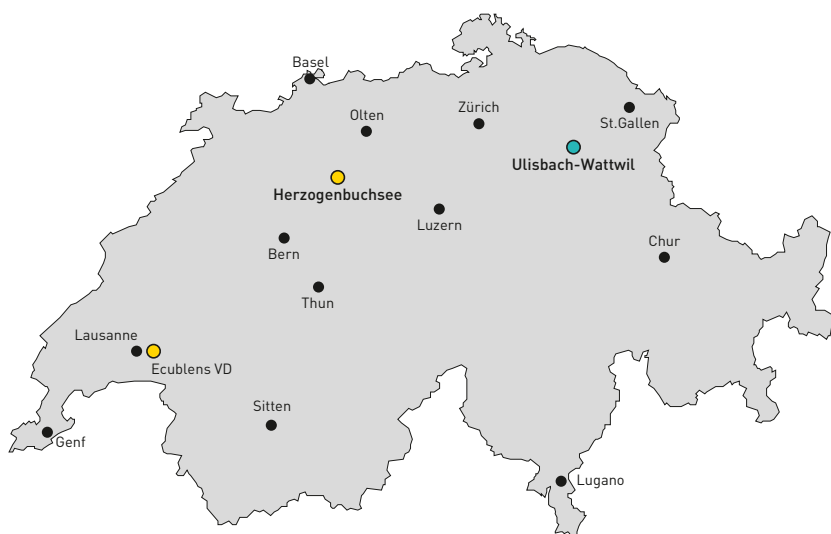 Basel
Olten
Zürich
St.Gallen
Ulisbach-Wattwil
Herzogenbuchsee
Luzern
Bern
Chur
Thun
Lausanne
Ecublens VD
Sitten
Genf
Lugano